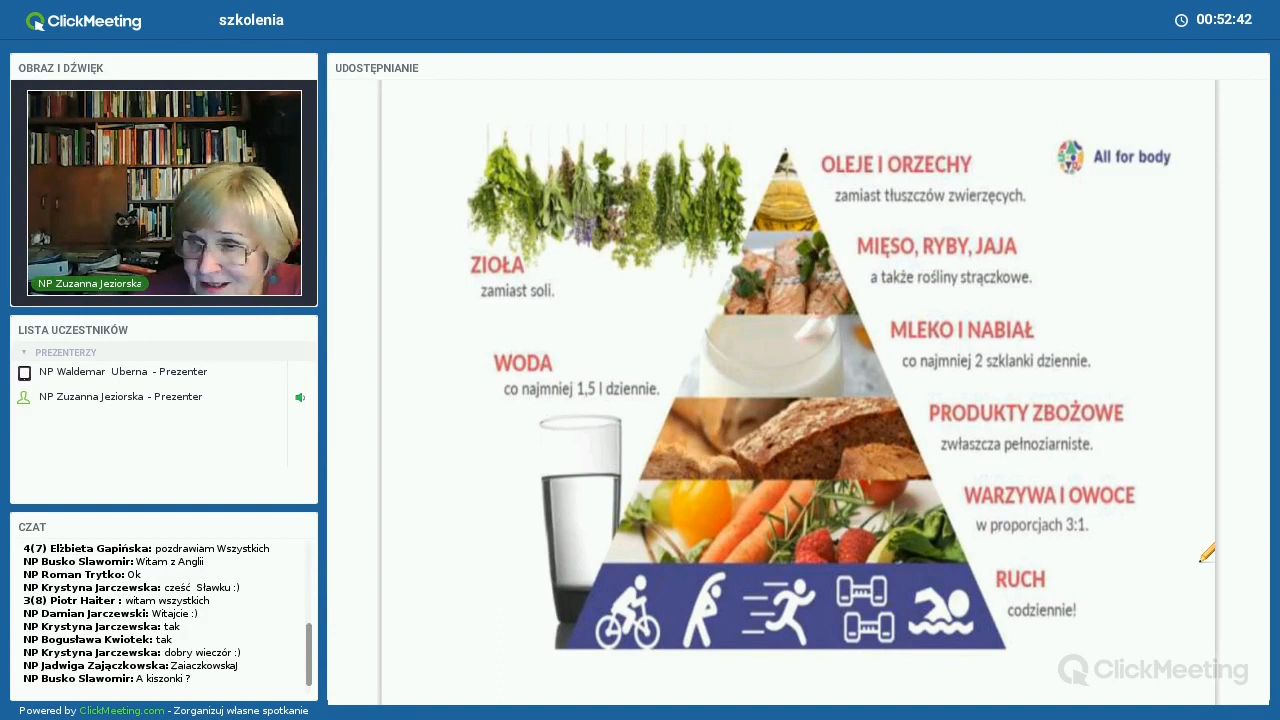 ClickMeeting
szkolenia
00:52:42
OBRAZ I DŹWIĘK
NP Zuzanna Jeziorska
LISTA UCZESTNIKÓW
PREZENTERZY
NP Waldemar Uberna - Prezenter
NP Zuzanna Jeziorska - Prezenter
CZAT
4(7) Elżbieta Gapińska: pozdrawiam Wszystkich
NP Busko Slawomir: Witam z Anglii
NP Roman Trytko: Ok
NP Krystyna Jarczewska: cześć Sławku :)
3(8) Piotr Halter : witam wszystkich
NP Damian Jarczewski: Witajcie :)
NP Krystyna Jarczewska: tak
NP Bogusława Kwiotek: tak
NP Krystyna Jarczewska: dobry wieczór :)
NP Jadwiga Zajączkowska: ZaiaczkowskaJ
NP Busko Slawomir: A kiszonki ?
Powered by ClickMeeting.com - Zorganizuj własne spotkanie
UDOSTĘPNIANIE
All for body
OLEJE I ORZECHY
zamiast tłuszczów zwierzęcych.
MIĘSO, RYBY, JAJA
a także rośliny strączkowe.
ZIOŁA
zamiast soli.
MLEKO I NABIAŁ
co najmniej 2 szklanki dziennie.
WODA
co najmniej 1,5 l dziennie.
PRODUKTY ZBOŻOWE
zwłaszcza pełnoziarniste.
WARZYWA I OWOCE
w proporcjach 3:1.
RUCH
codziennie!
ClickMeeting